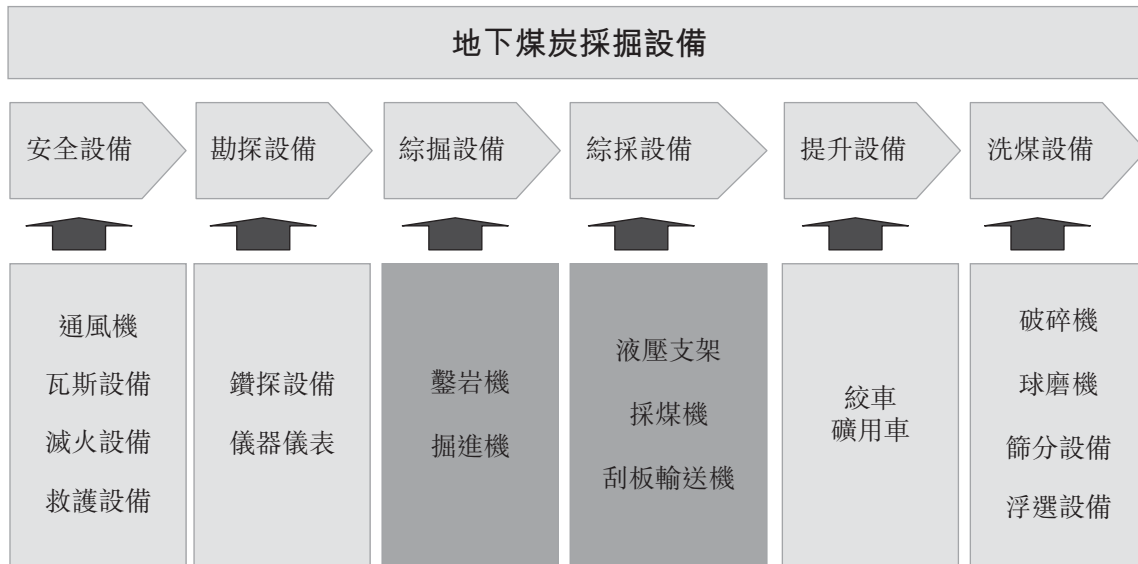 地下煤炭採掘設備
安全設備
勘探設備
綜掘設備
綜採設備
提升設備
洗煤設備
通風機
瓦斯設備
滅火設備
救護設備
鑽探設備
儀器儀表
鑿岩機
掘進機
液壓支架
採煤機
刮板輸送機
絞車
礦用車
破碎機
球磨機
篩分設備
浮選設備